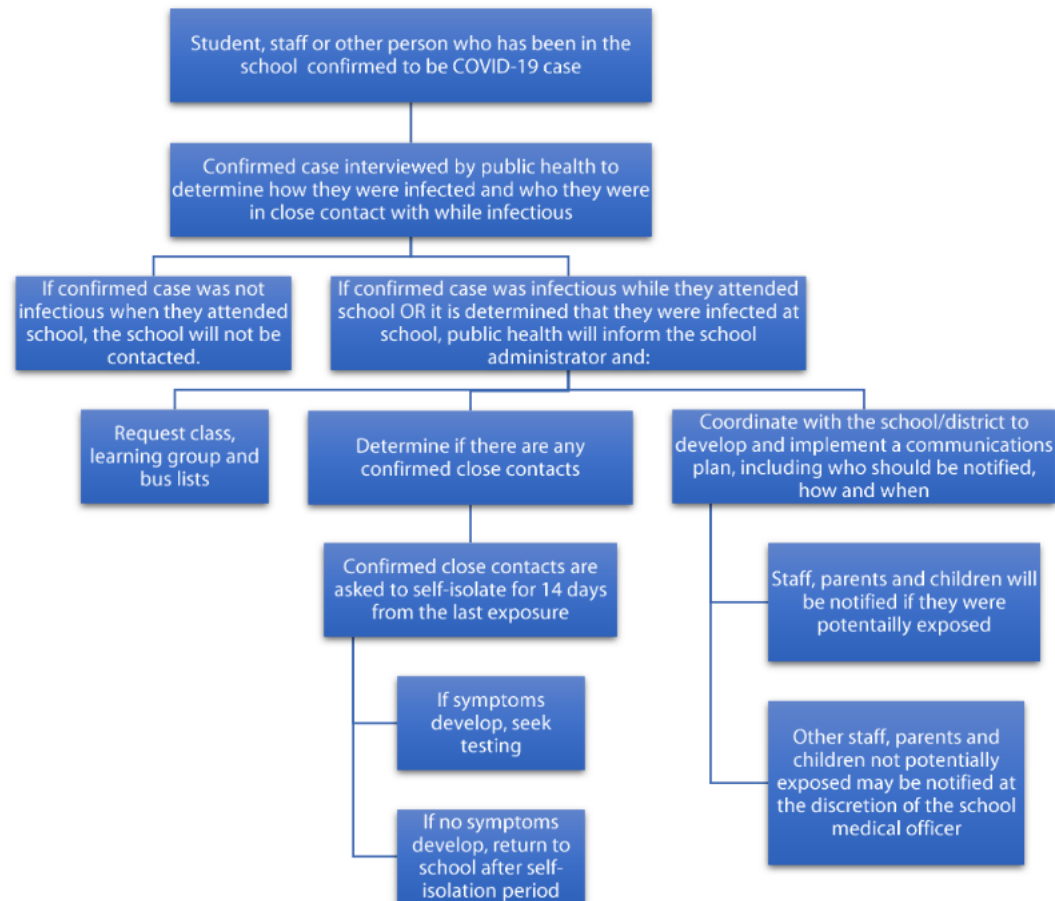 Student, staff or other person who has been in the
school confirmed to be COVID-19 case
Confirmed case interviewed by public health to
determine how they were infected and who they were
in close contact with while infectious
If confirmed case was not
infectious when they attended
school, the school will not be
contacted.
If confirmed case was infectious while they attended
school OR it is determined that they were infected at
school, public health will inform the school
administrator and:
Request class,
learning group and
bus lists
Determine if there are any
confirmed close contacts
Coordinate with the school/district to
develop and implement a communications
plan, including who should be notified,
how and when
Confirmed close contacts are
asked to self-isolate for 14 days
from the last exposure
Staff, parents and children will
be notified if they were
potentailly exposed
If symptoms
develop, seek
testing
Other staff, parents and
children not potentially
exposed may be notified at
the discretion of the school
medical officer
If no symptoms
develop, return to
school after self-
isolation period